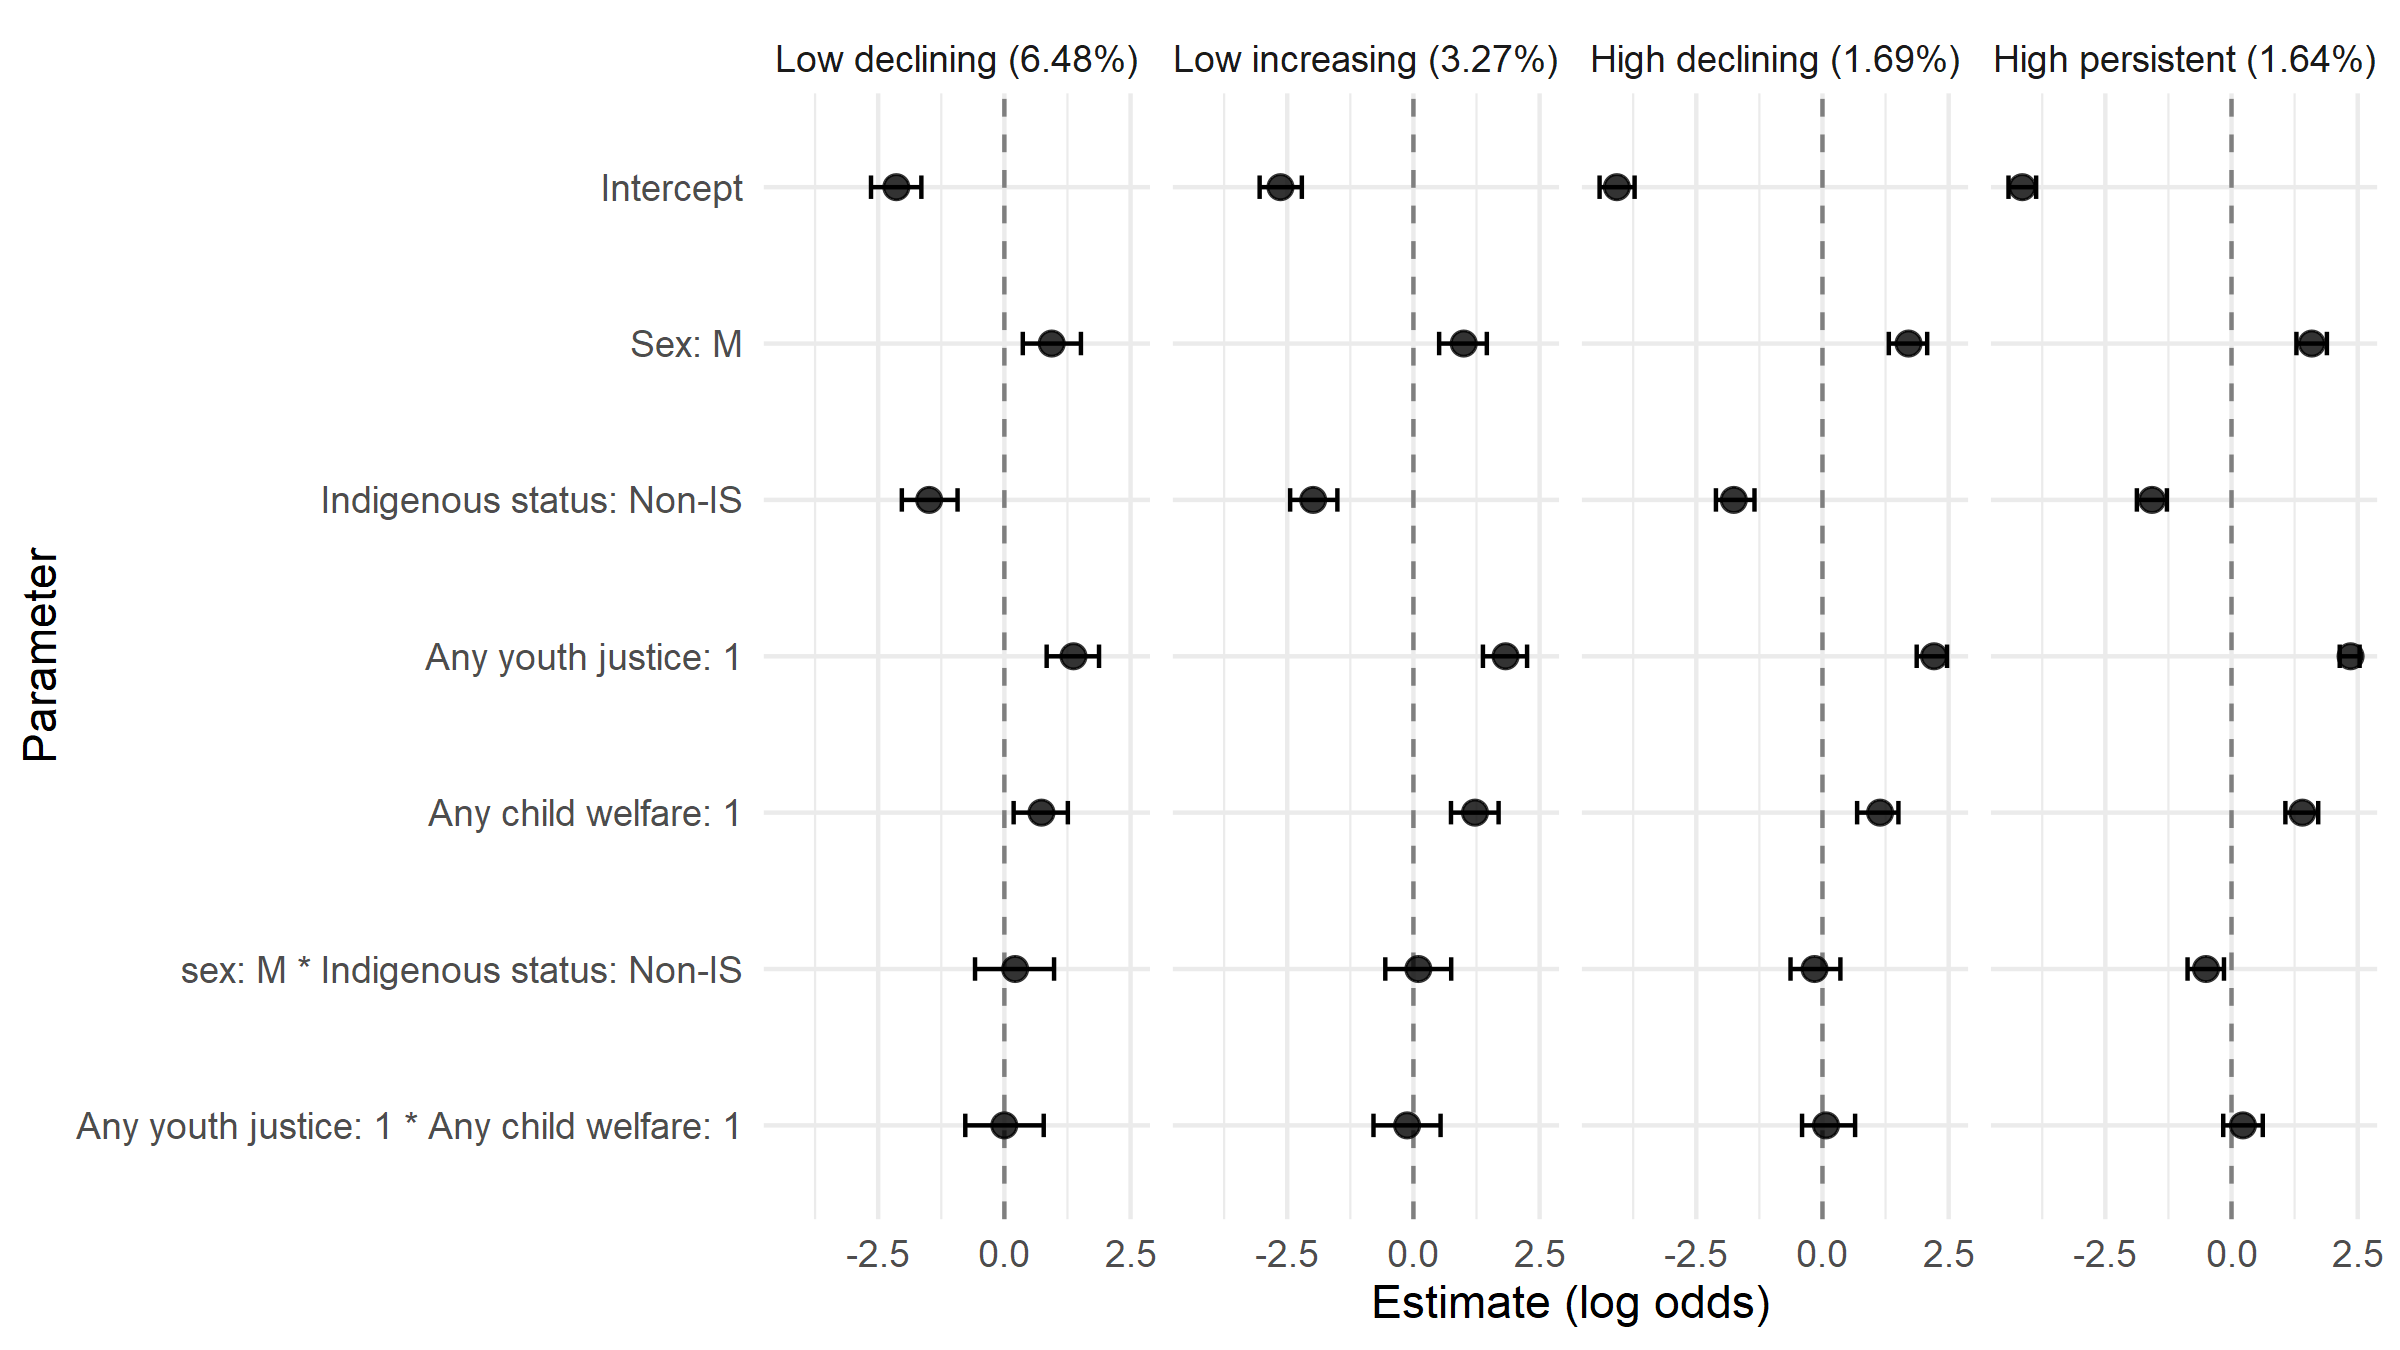 Low declining (6.48%)
Low increasing (3.27%)
High declining (1.69%)
High persistent (1.64%)
Parameter
Intercept
Sex: M
Indigenous status: Non-IS
Any youth justice: 1
Any child welfare: 1
sex: M * Indigenous status: Non-IS
Any youth justice: 1 * Any child welfare: 1
-2.5 0.0 2.5 -2.5 0.0 2.5 -2.5 0.0 2.5 -2.5 0.0 2.5
Estimate (log odds)